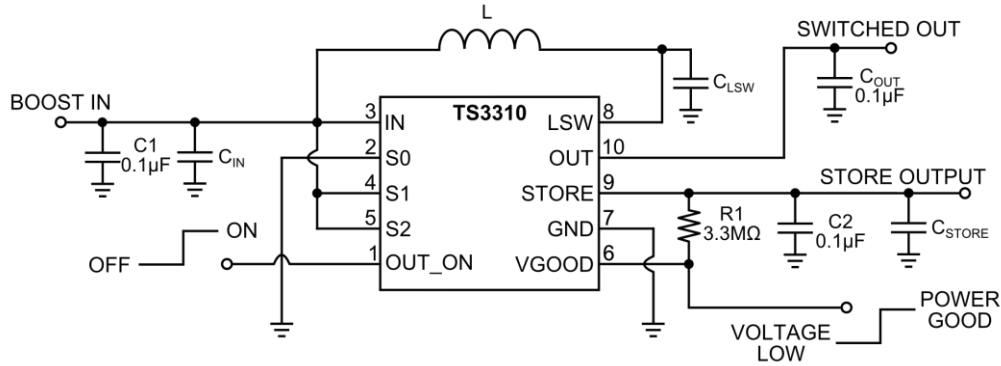 L
SWITCHED OUT
C_LSW
C_OUT
0.1µF
BOOST IN
TS3310
3
IN
LSW
8
C1
0.1µF
C_IN
2
S0
OUT
10
4
S1
STORE
9
STORE OUTPUT
5
S2
GND
7
R1
3.3MΩ
C2
0.1µF
C_STORE
ON
OFF
1
OUT_ON
VGOOD
6
VOLTAGE
LOW
POWER
GOOD